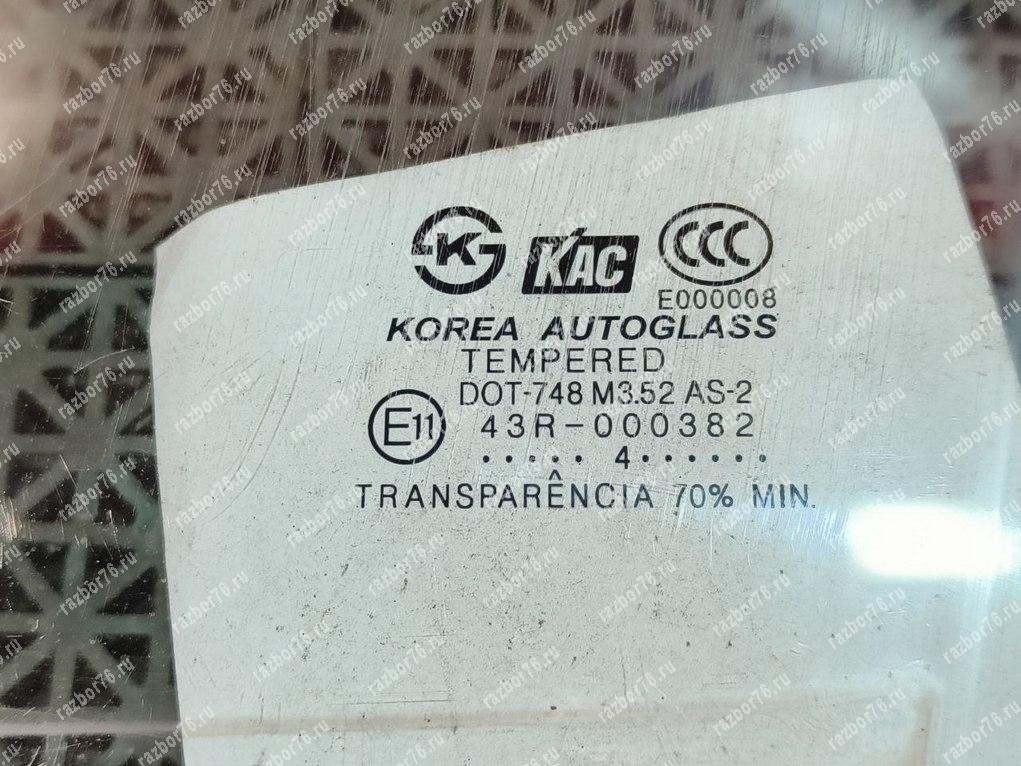 K KAC CCC
E000008
KOREA AUTOGLASS
TEMPERED
DOT-748 M3.52 AS-2
E11 43R-000382
..... 4......
TRANSPARÊNCIA 70% MIN.
razbor76.ru